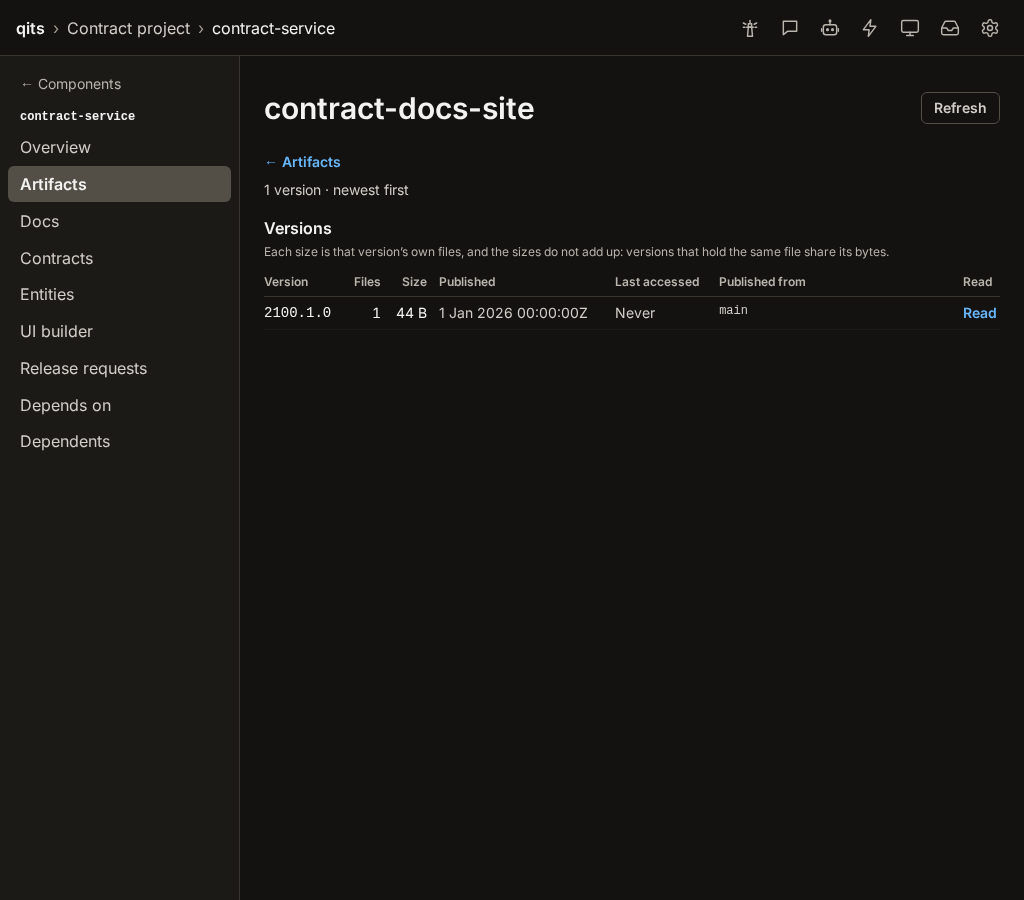 qits › Contract project › contract-service
← Components
contract-service
Overview
Artifacts
Docs
Contracts
Entities
UI builder
Release requests
Depends on
Dependents
contract-docs-site
Refresh
← Artifacts
1 version · newest first
Versions
Each size is that version’s own files, and the sizes do not add up: versions that hold the same file share its bytes.
Version Files Size Published Last accessed Published from Read
2100.1.0 1 44 B 1 Jan 2026 00:00:00Z Never main Read